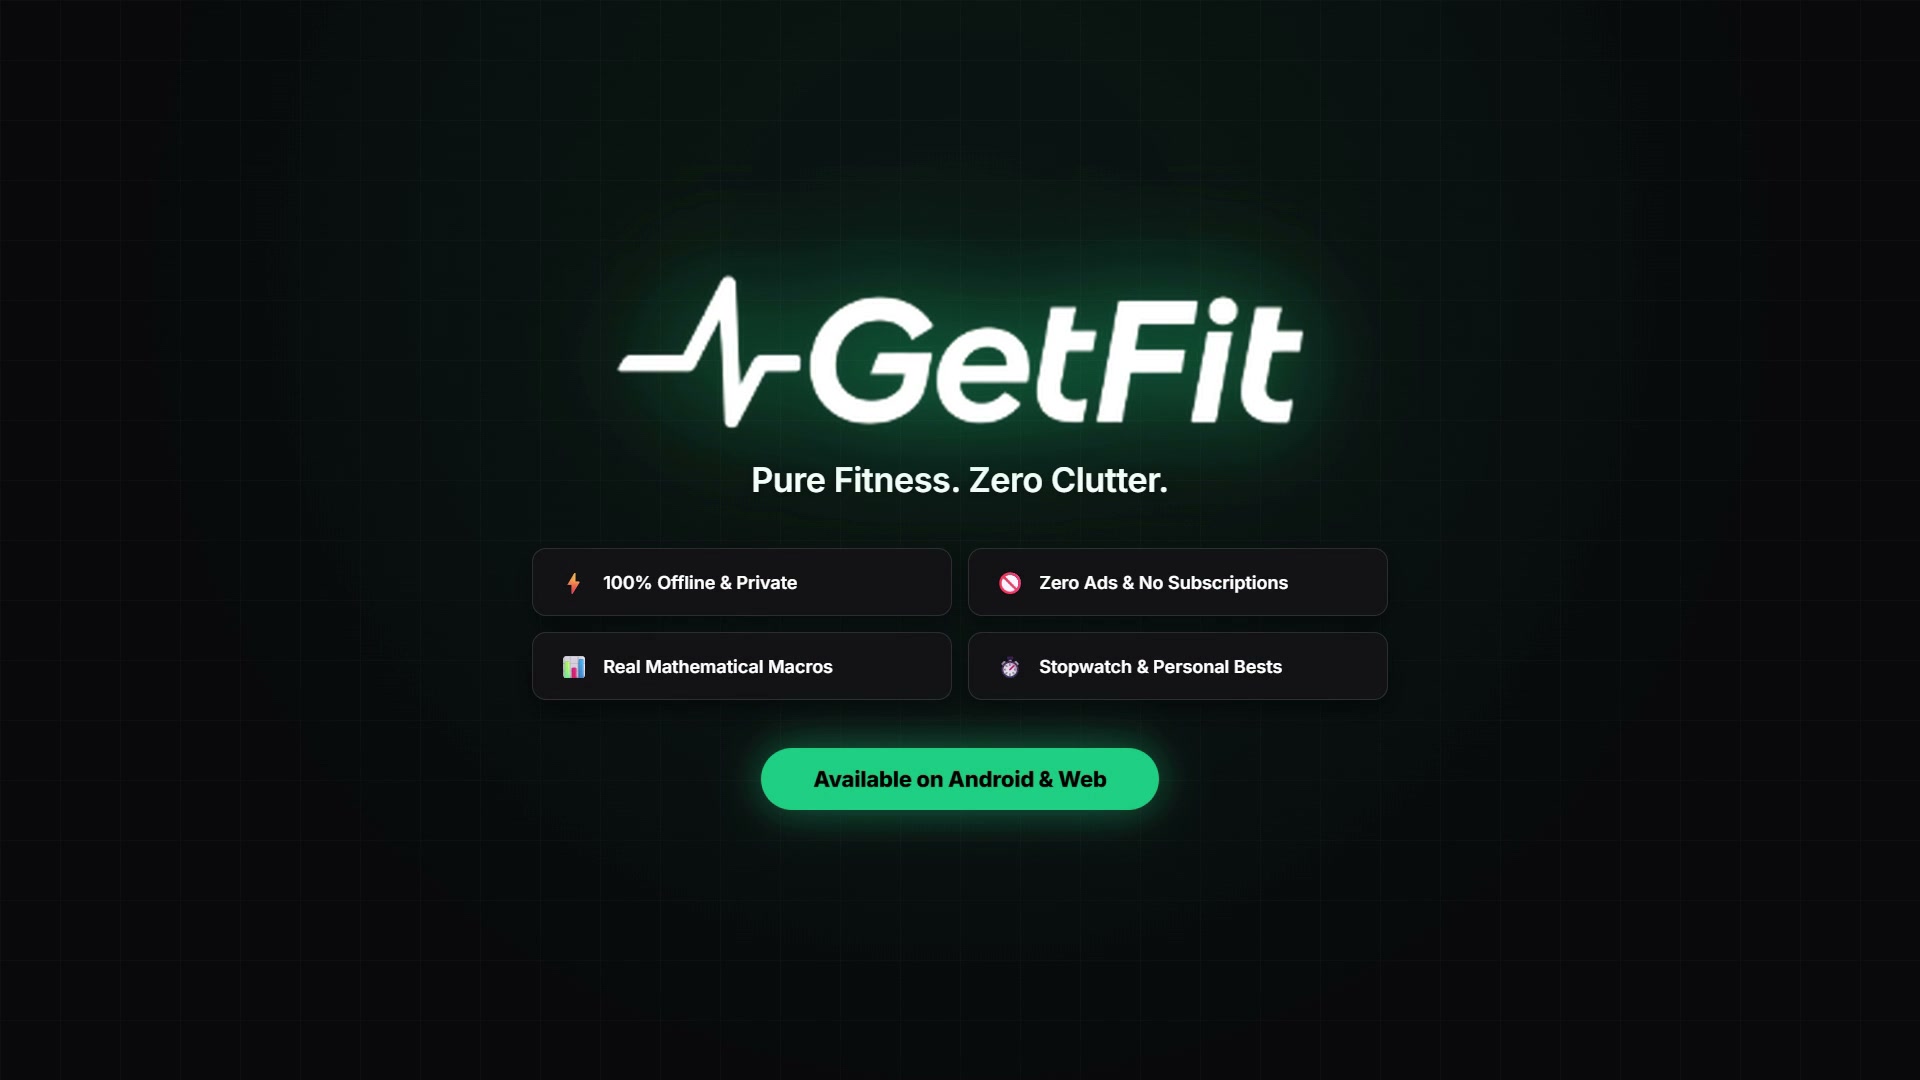 GetFit
Pure Fitness. Zero Clutter.
100% Offline & Private
Zero Ads & No Subscriptions
Real Mathematical Macros
Stopwatch & Personal Bests
Available on Android & Web